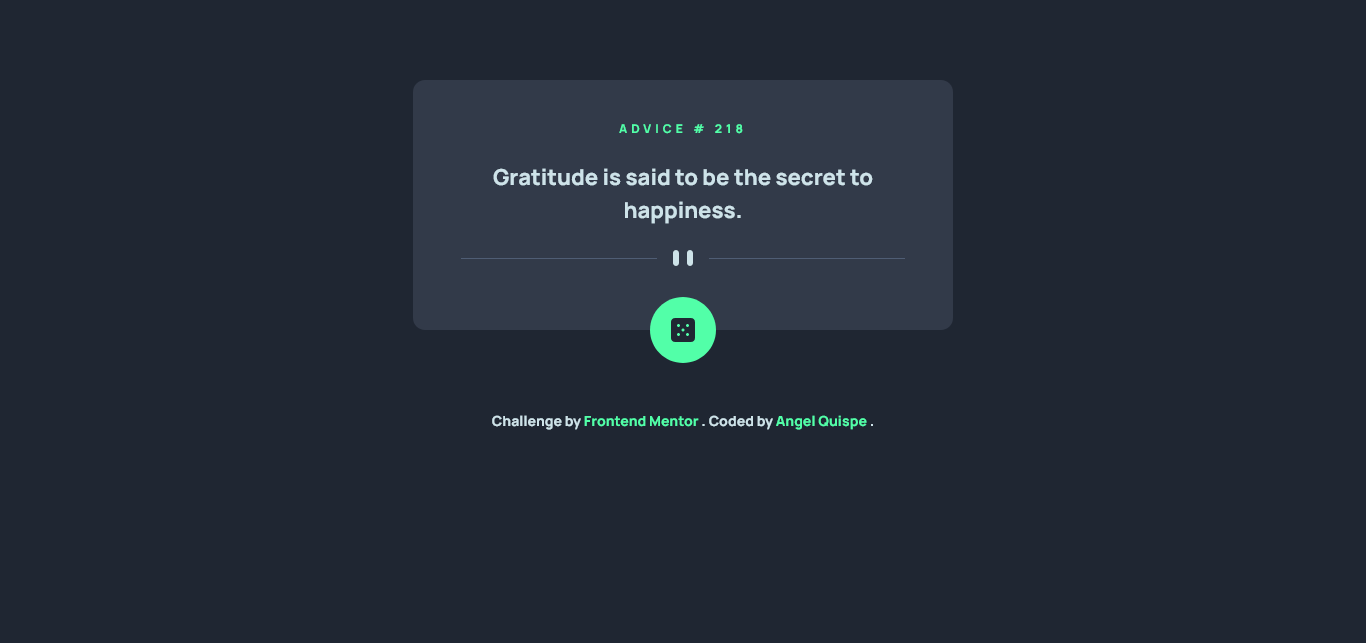 ADVICE # 218
Gratitude is said to be the secret to
happiness.
Challenge by Frontend Mentor . Coded by Angel Quispe .